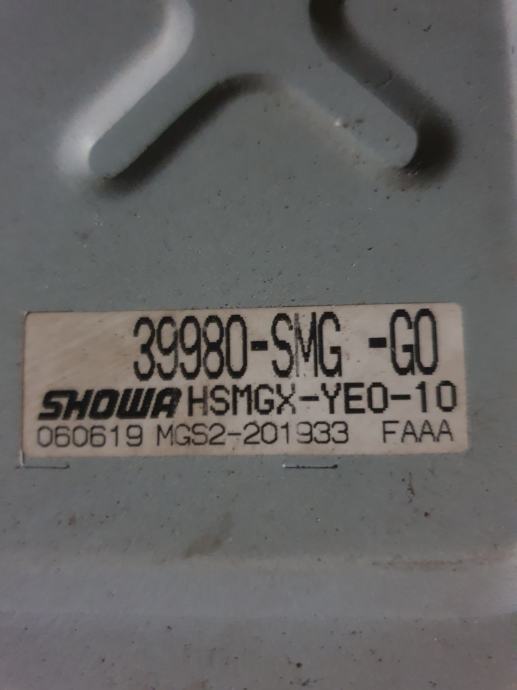 39980-SMG -G0
SHOWA HSMGX-YE0-10
060619 MGS2-201933 FAAA